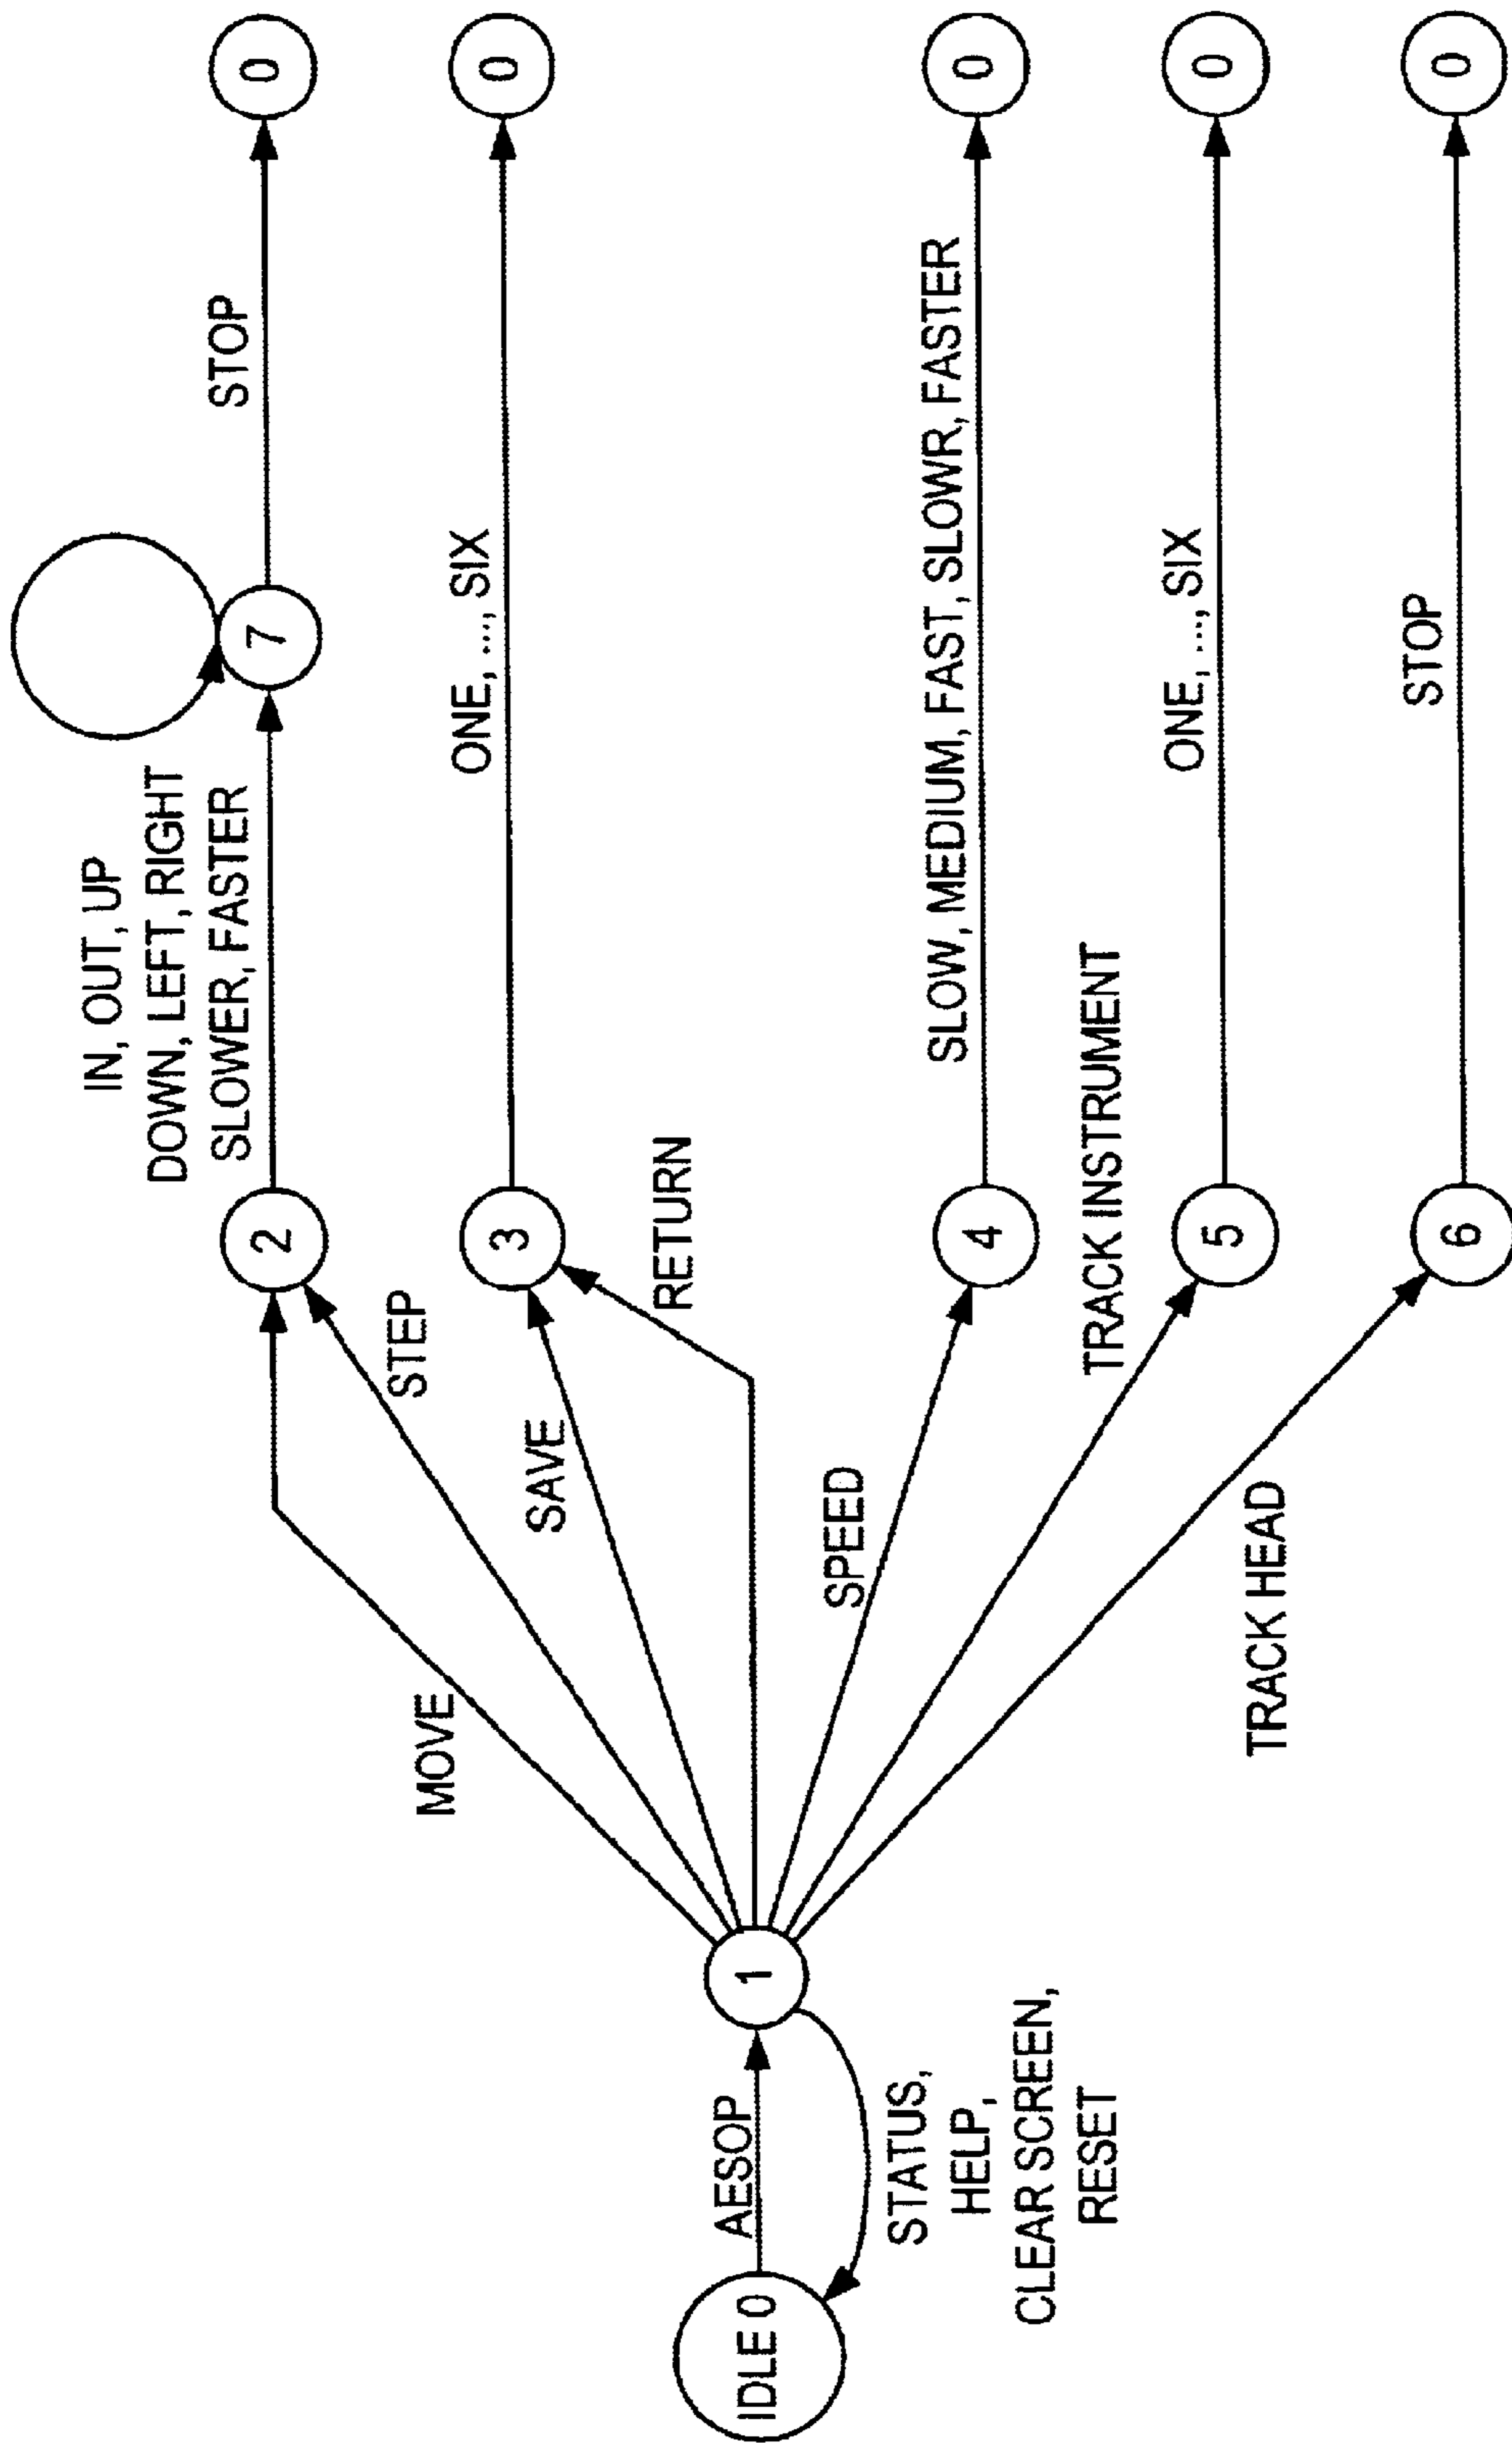 IDLE 0
AESOP
STATUS,
HELP,
CLEAR SCREEN,
RESET
1
MOVE
STEP
SAVE
RETURN
SPEED
TRACK INSTRUMENT
TRACK HEAD
2
IN, OUT, UP
DOWN, LEFT, RIGHT
SLOWER, FASTER
7
STOP
0
3
ONE, ..., SIX
0
4
SLOW, MEDIUM, FAST, SLOWR, FASTER
0
5
ONE, ..., SIX
0
6
STOP
0